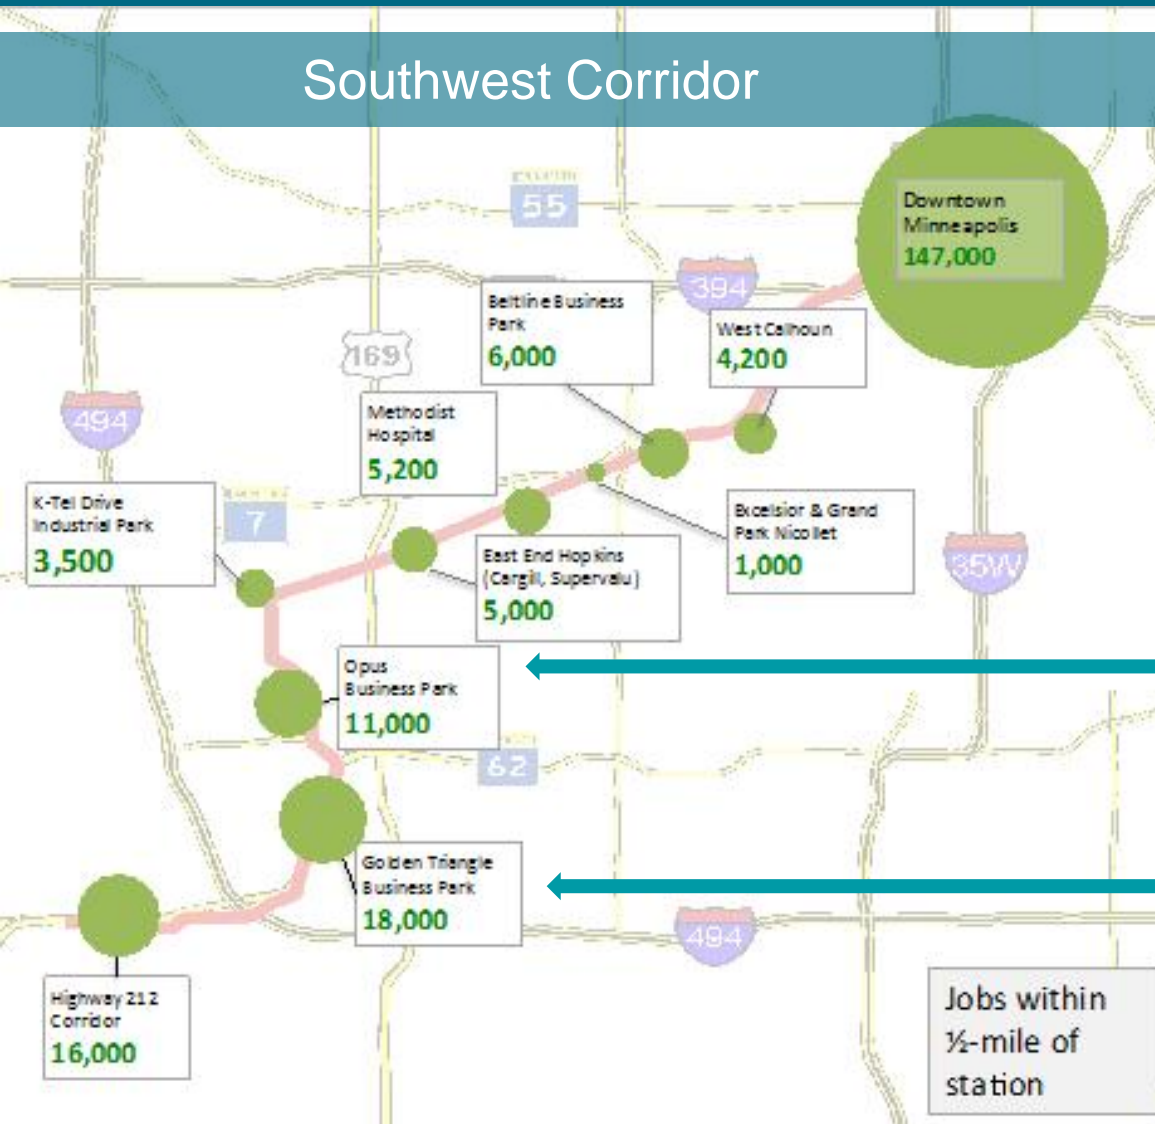 Southwest Corridor
55
Downtown
Minneapolis
147,000
394
Beltline Business
Park
6,000
West Calhoun
4,200
169
494
Methodist
Hospital
5,200
K-Tel Drive
Industrial Park
3,500
7
Excelsior & Grand
Park Nicollet
1,000
East End Hopkins
(Cargill, Supervalu)
5,000
35W
Opus
Business Park
11,000
62
Golden Triangle
Business Park
18,000
494
Highway 212
Corridor
16,000
Jobs within
½-mile of
station